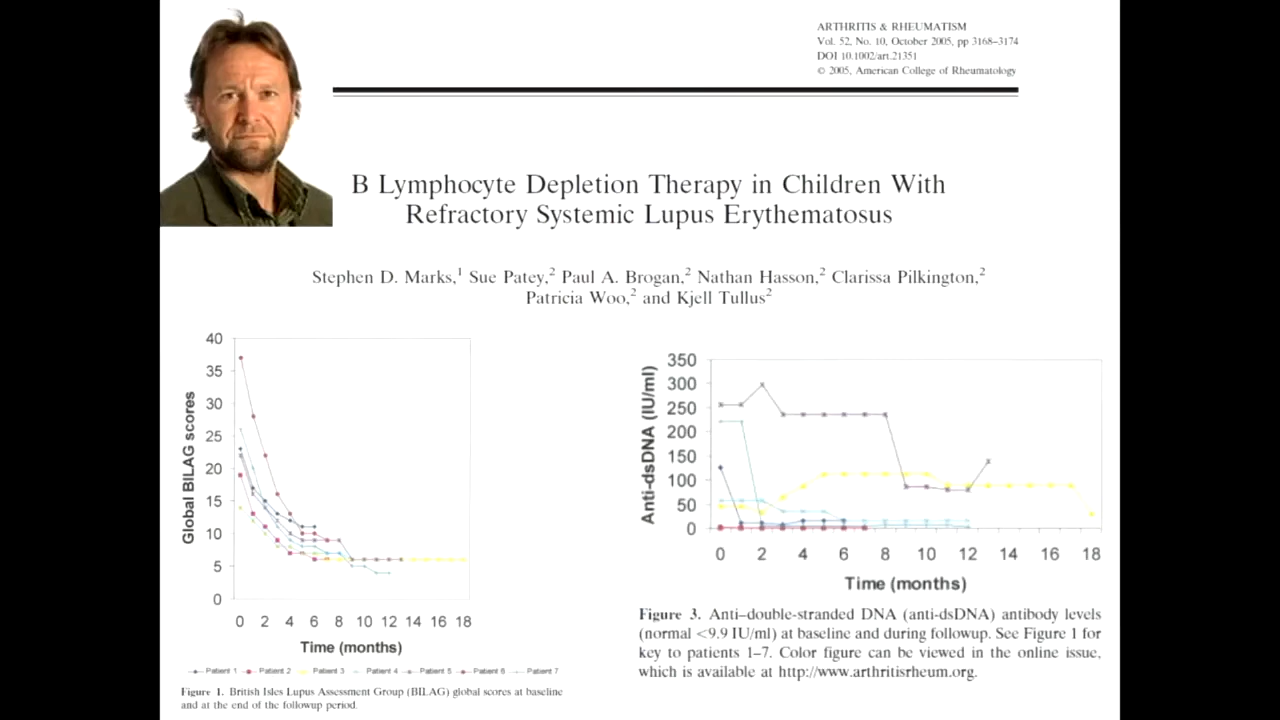 ARTHRITIS & RHEUMATISM
Vol. 52, No. 10, October 2005, pp 3168–3174
DOI 10.1002/art.21351
© 2005, American College of Rheumatology
B Lymphocyte Depletion Therapy in Children With
Refractory Systemic Lupus Erythematosus
Stephen D. Marks,1 Sue Patey,2 Paul A. Brogan,2 Nathan Hasson,2 Clarissa Pilkington,2
Patricia Woo,2 and Kjell Tullus2
Global BILAG scores
40
35
30
25
20
15
10
5
0
0 2 4 6 8 10 12 14 16 18
Time (months)
Patient 1 Patient 2 Patient 3 Patient 4 Patient 5 Patient 6 Patient 7
Figure 1. British Isles Lupus Assessment Group (BILAG) global scores at baseline
and at the end of the followup period.
Anti-dsDNA (IU/ml)
350
300
250
200
150
100
50
0
0 2 4 6 8 10 12 14 16 18
Time (months)
Figure 3. Anti–double-stranded DNA (anti-dsDNA) antibody levels
(normal <9.9 IU/ml) at baseline and during followup. See Figure 1 for
key to patients 1–7. Color figure can be viewed in the online issue,
which is available at http://www.arthritisrheum.org.